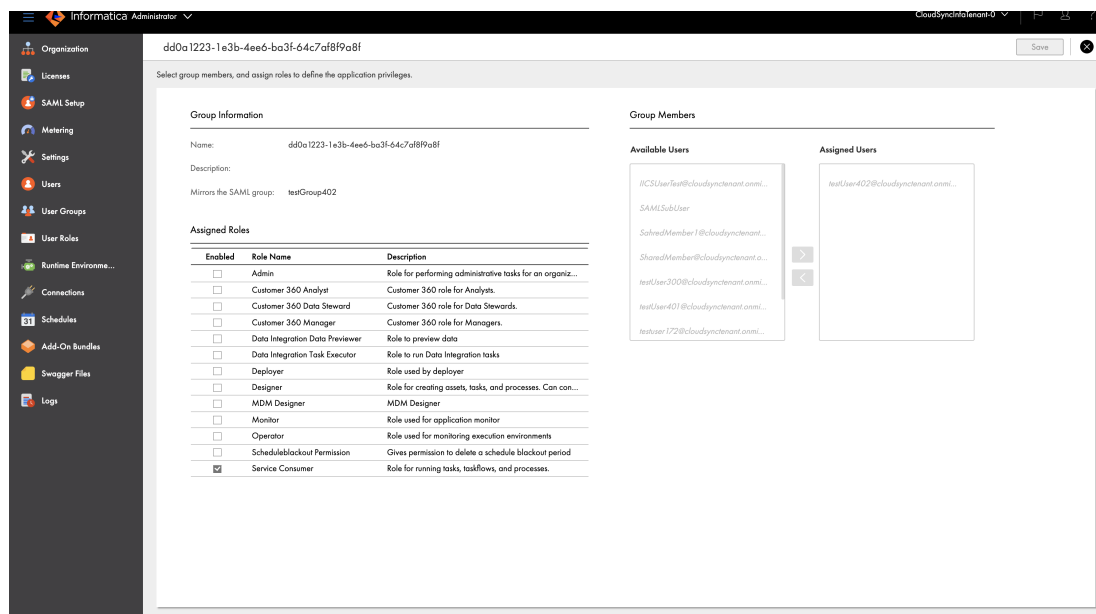 Informatica Administrator
CloudSyncInfaTenant-0
Organization
Licenses
SAML Setup
Metering
Settings
Users
User Groups
User Roles
Runtime Environme...
Connections
31 Schedules
Add-On Bundles
Swagger Files
Logs
dd0a1223-1e3b-4ee6-ba3f-64c7af8f9a8f
Save
Select group members, and assign roles to define the application privileges.
Group Information
Name: dd0a1223-1e3b-4ee6-ba3f-64c7af8f9a8f
Description:
Mirrors the SAML group: testGroup402
Assigned Roles
Enabled Role Name Description
Admin Role for performing administrative tasks for an organiz...
Customer 360 Analyst Customer 360 role for Analysts.
Customer 360 Data Steward Customer 360 role for Data Stewards.
Customer 360 Manager Customer 360 role for Managers.
Data Integration Data Previewer Role to preview data
Data Integration Task Executor Role to run Data Integration tasks
Deployer Role used by deployer
Designer Role for creating assets, tasks, and processes. Can con...
MDM Designer MDM Designer
Monitor Role used for application monitor
Operator Role used for monitoring execution environments
Scheduleblackout Permission Gives permission to delete a schedule blackout period
Service Consumer Role for running tasks, taskflows, and processes.
Group Members
Available Users
IICSUserTest@cloudsynctenant.onmi...
SAMLSubUser
SahredMember1@cloudsynctenant...
SharedMember@cloudsynctenant.o...
testUser300@cloudsynctenant.onmi...
testUser401@cloudsynctenant.onmi...
testuser172@cloudsynctenant.onmi...
Assigned Users
testUser402@cloudsynctenant.onmi...